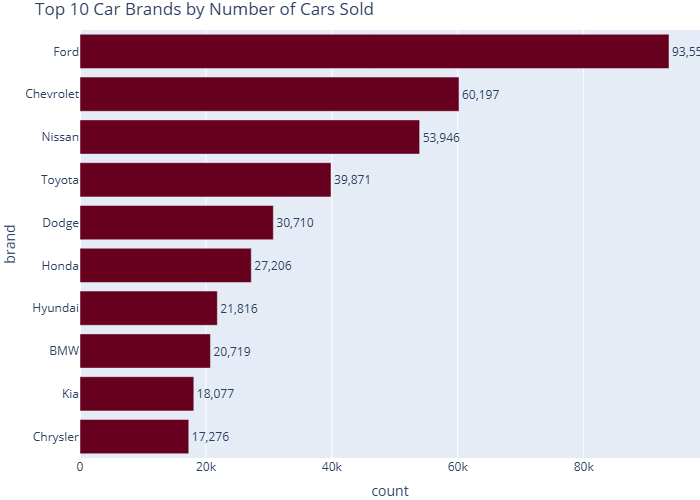 Top 10 Car Brands by Number of Cars Sold
Ford
93,55
Chevrolet
60,197
Nissan
53,946
Toyota
39,871
Dodge
30,710
Honda
27,206
Hyundai
21,816
BMW
20,719
Kia
18,077
Chrysler
17,276
brand
0 20k 40k 60k 80k
count